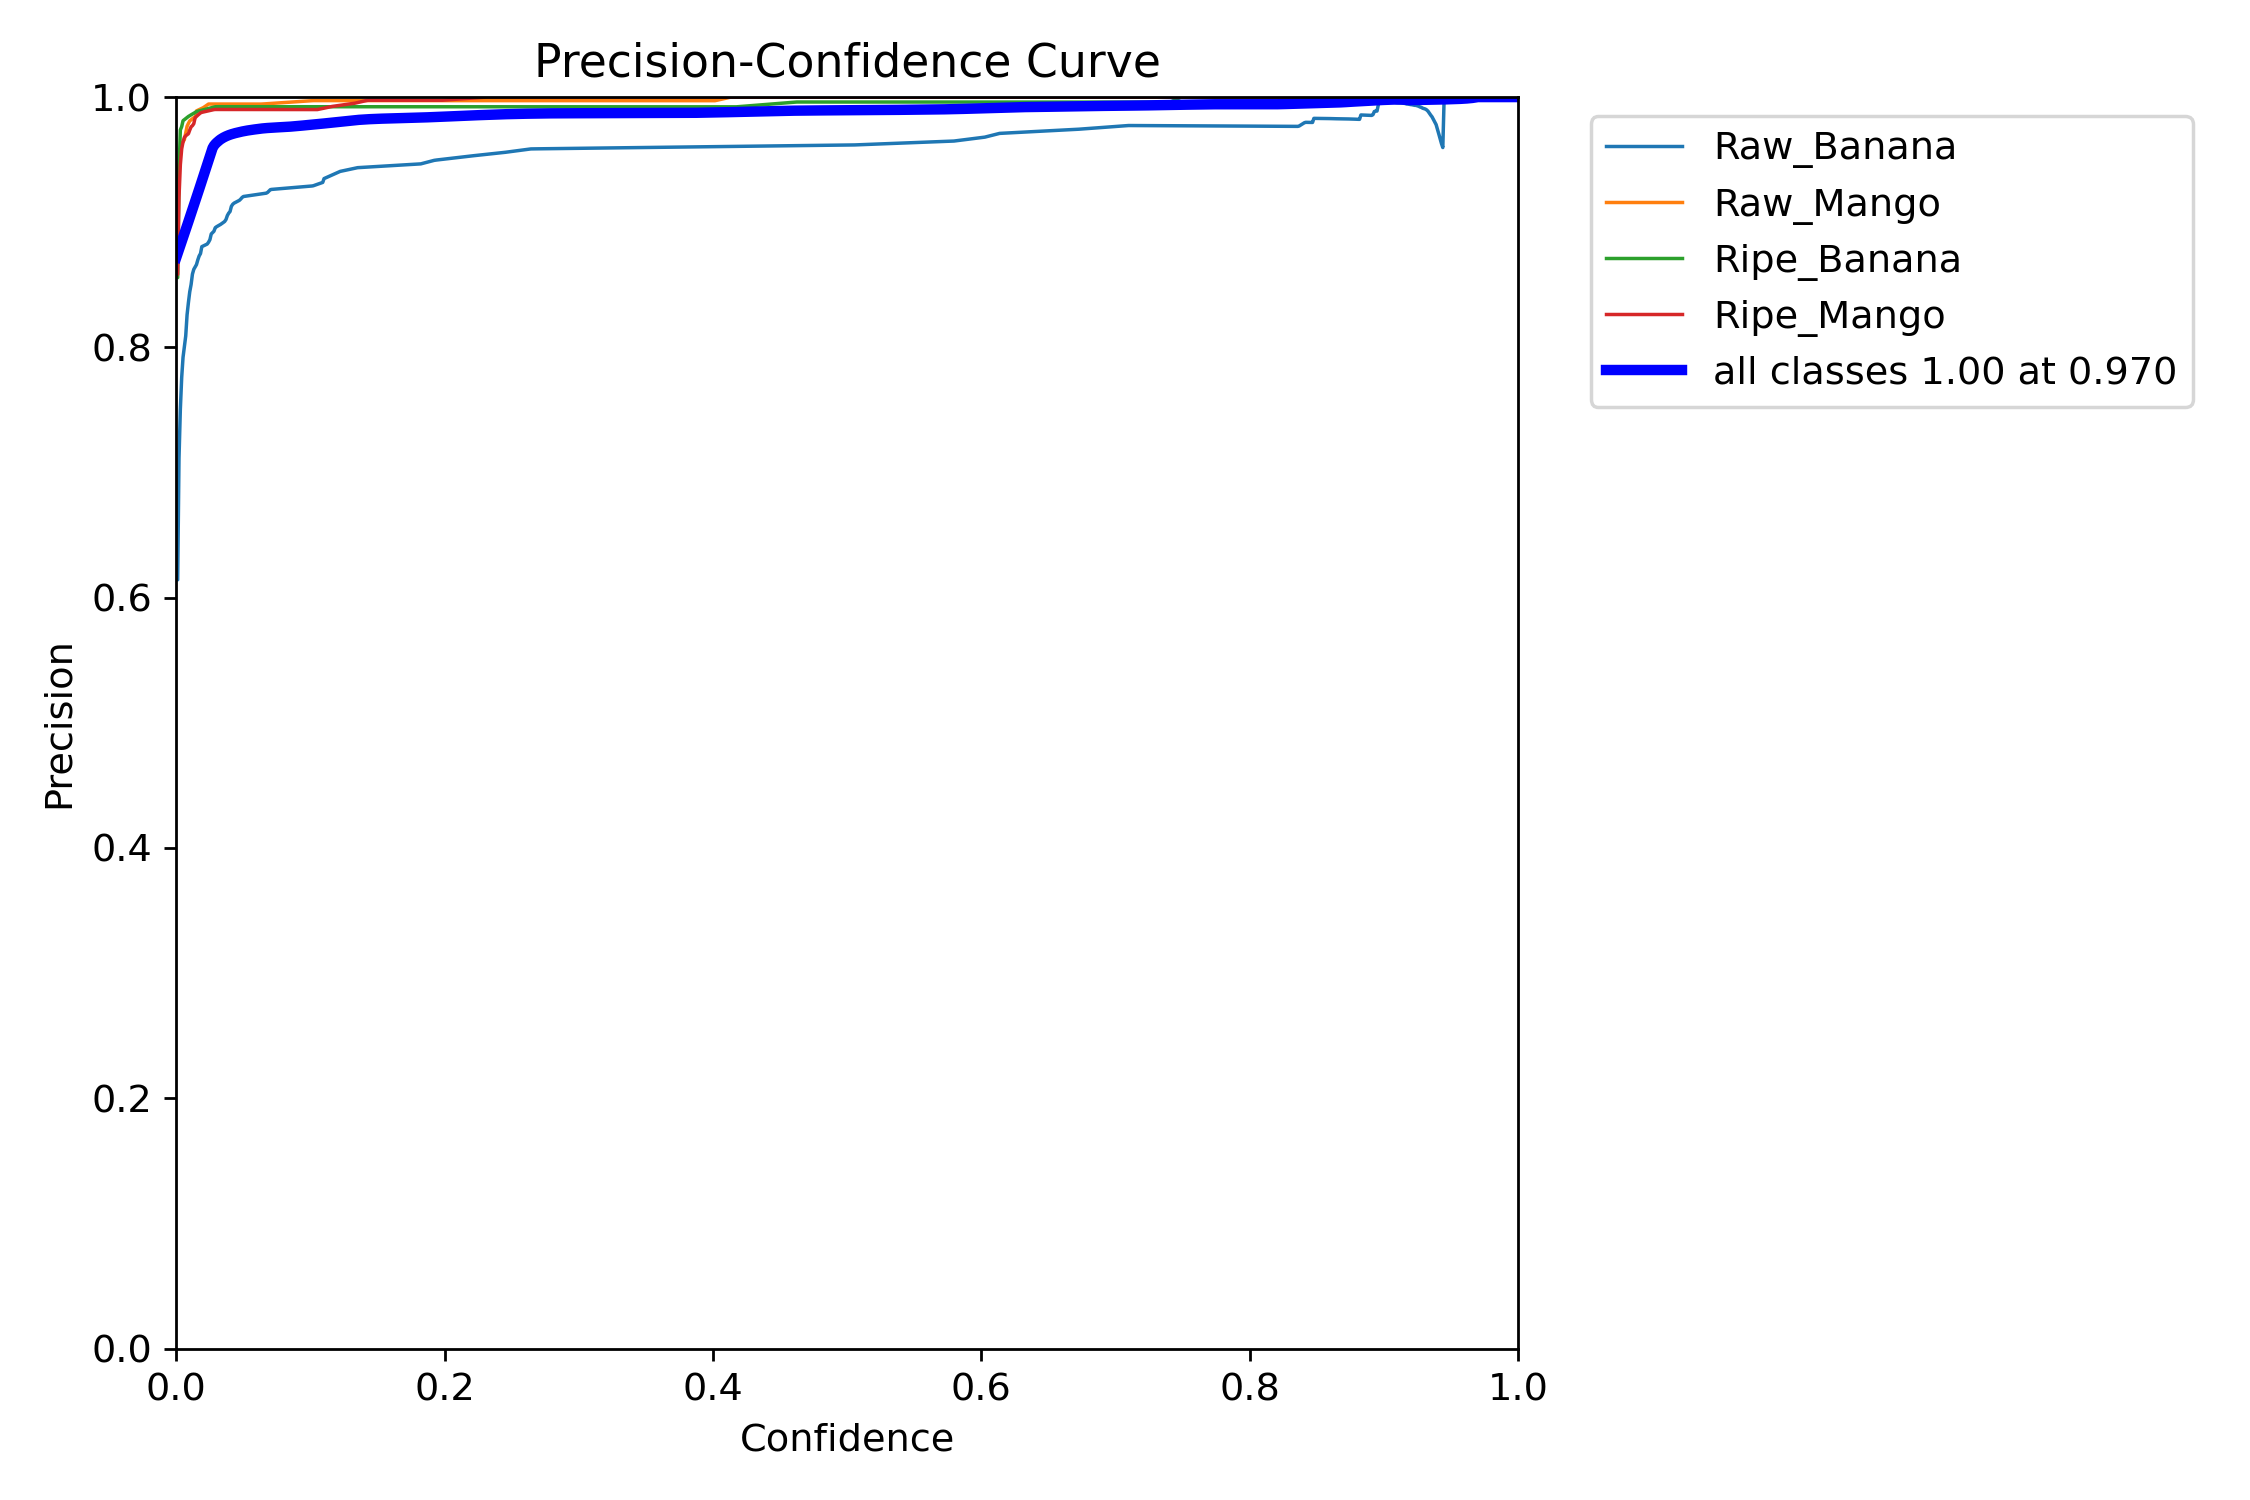 Precision-Confidence Curve
1.0
0.8
0.6
0.4
0.2
0.0
Precision
0.0 0.2 0.4 0.6 0.8 1.0
Confidence
Raw_Banana
Raw_Mango
Ripe_Banana
Ripe_Mango
all classes 1.00 at 0.970